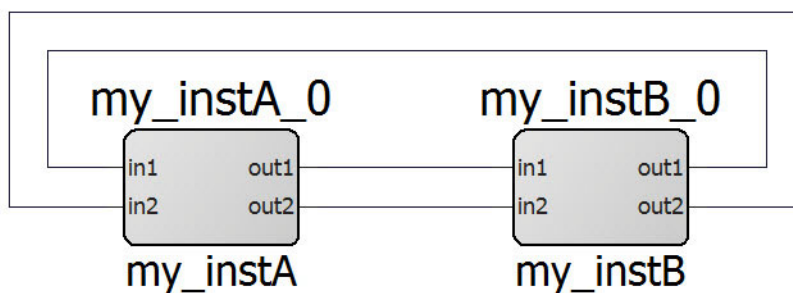 my_instA_0
my_instB_0
in1 out1
in2 out2
in1 out1
in2 out2
my_instA
my_instB